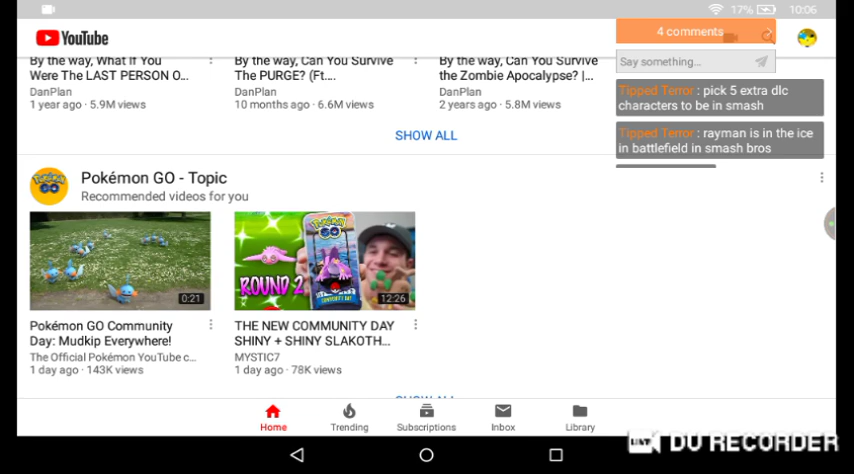 17% 10:06
YouTube
4 comments
Say something...
Tipped Terror : pick 5 extra dlc
characters to be in smash
Tipped Terror : rayman is in the ice
in battlefield in smash bros
By the way, What If You
Were The LAST PERSON O...
DanPlan
1 year ago · 5.9M views
By the way, Can You Survive
The PURGE? (Ft....
DanPlan
10 months ago · 6.6M views
By the way, Can You Survive
the Zombie Apocalypse? |...
DanPlan
2 years ago · 5.8M views
SHOW ALL
Pokémon GO - Topic
Recommended videos for you
0:21
Pokémon GO Community
Day: Mudkip Everywhere!
The Official Pokémon YouTube c...
1 day ago · 143K views
ROUND 2
12:26
THE NEW COMMUNITY DAY
SHINY + SHINY SLAKOTH...
MYSTIC7
1 day ago · 78K views
SHOW ALL
Home
Trending
Subscriptions
Inbox
Library
DU RECORDER